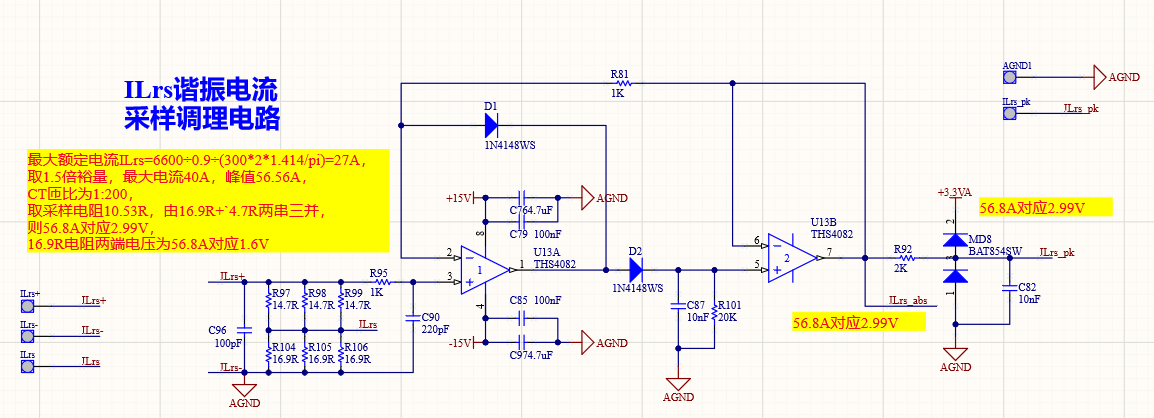 ILrs谐振电流
采样调理电路
最大额定电流ILrs=6600÷0.9÷(300*2*1.414/pi)=27A，
取1.5倍裕量，最大电流40A，峰值56.56A，
CT匝比为1:200，
取采样电阻10.53R，由16.9R+`4.7R两串三并，
则56.8A对应2.99V，
16.9R电阻两端电压为56.8A对应1.6V
ILrs+
JLrs+
ILrs-
JLrs-
ILrs
JLrs
JLrs+
R95
1K
R97
14.7R
R98
14.7R
R99
14.7R
JLrs
C96
100pF
R104
16.9R
R105
16.9R
R106
16.9R
JLrs-
AGND
C90
220pF
R81
1K
D1
1N4148WS
+15V
AGND
C76
4.7uF
C79
100nF
8
2
3
1
1
4
U13A
THS4082
C85
100nF
-15V
C97
4.7uF
AGND
D2
1N4148WS
C87
10nF
R101
20K
AGND
U13B
THS4082
6
5
2
7
56.8A对应2.99V
R92
2K
JLrs_abs
+3.3VA
56.8A对应2.99V
2
MD8
BAT854SW
3
1
JLrs_pk
C82
10nF
AGND
AGND1
AGND
ILrs_pk
JLrs_pk